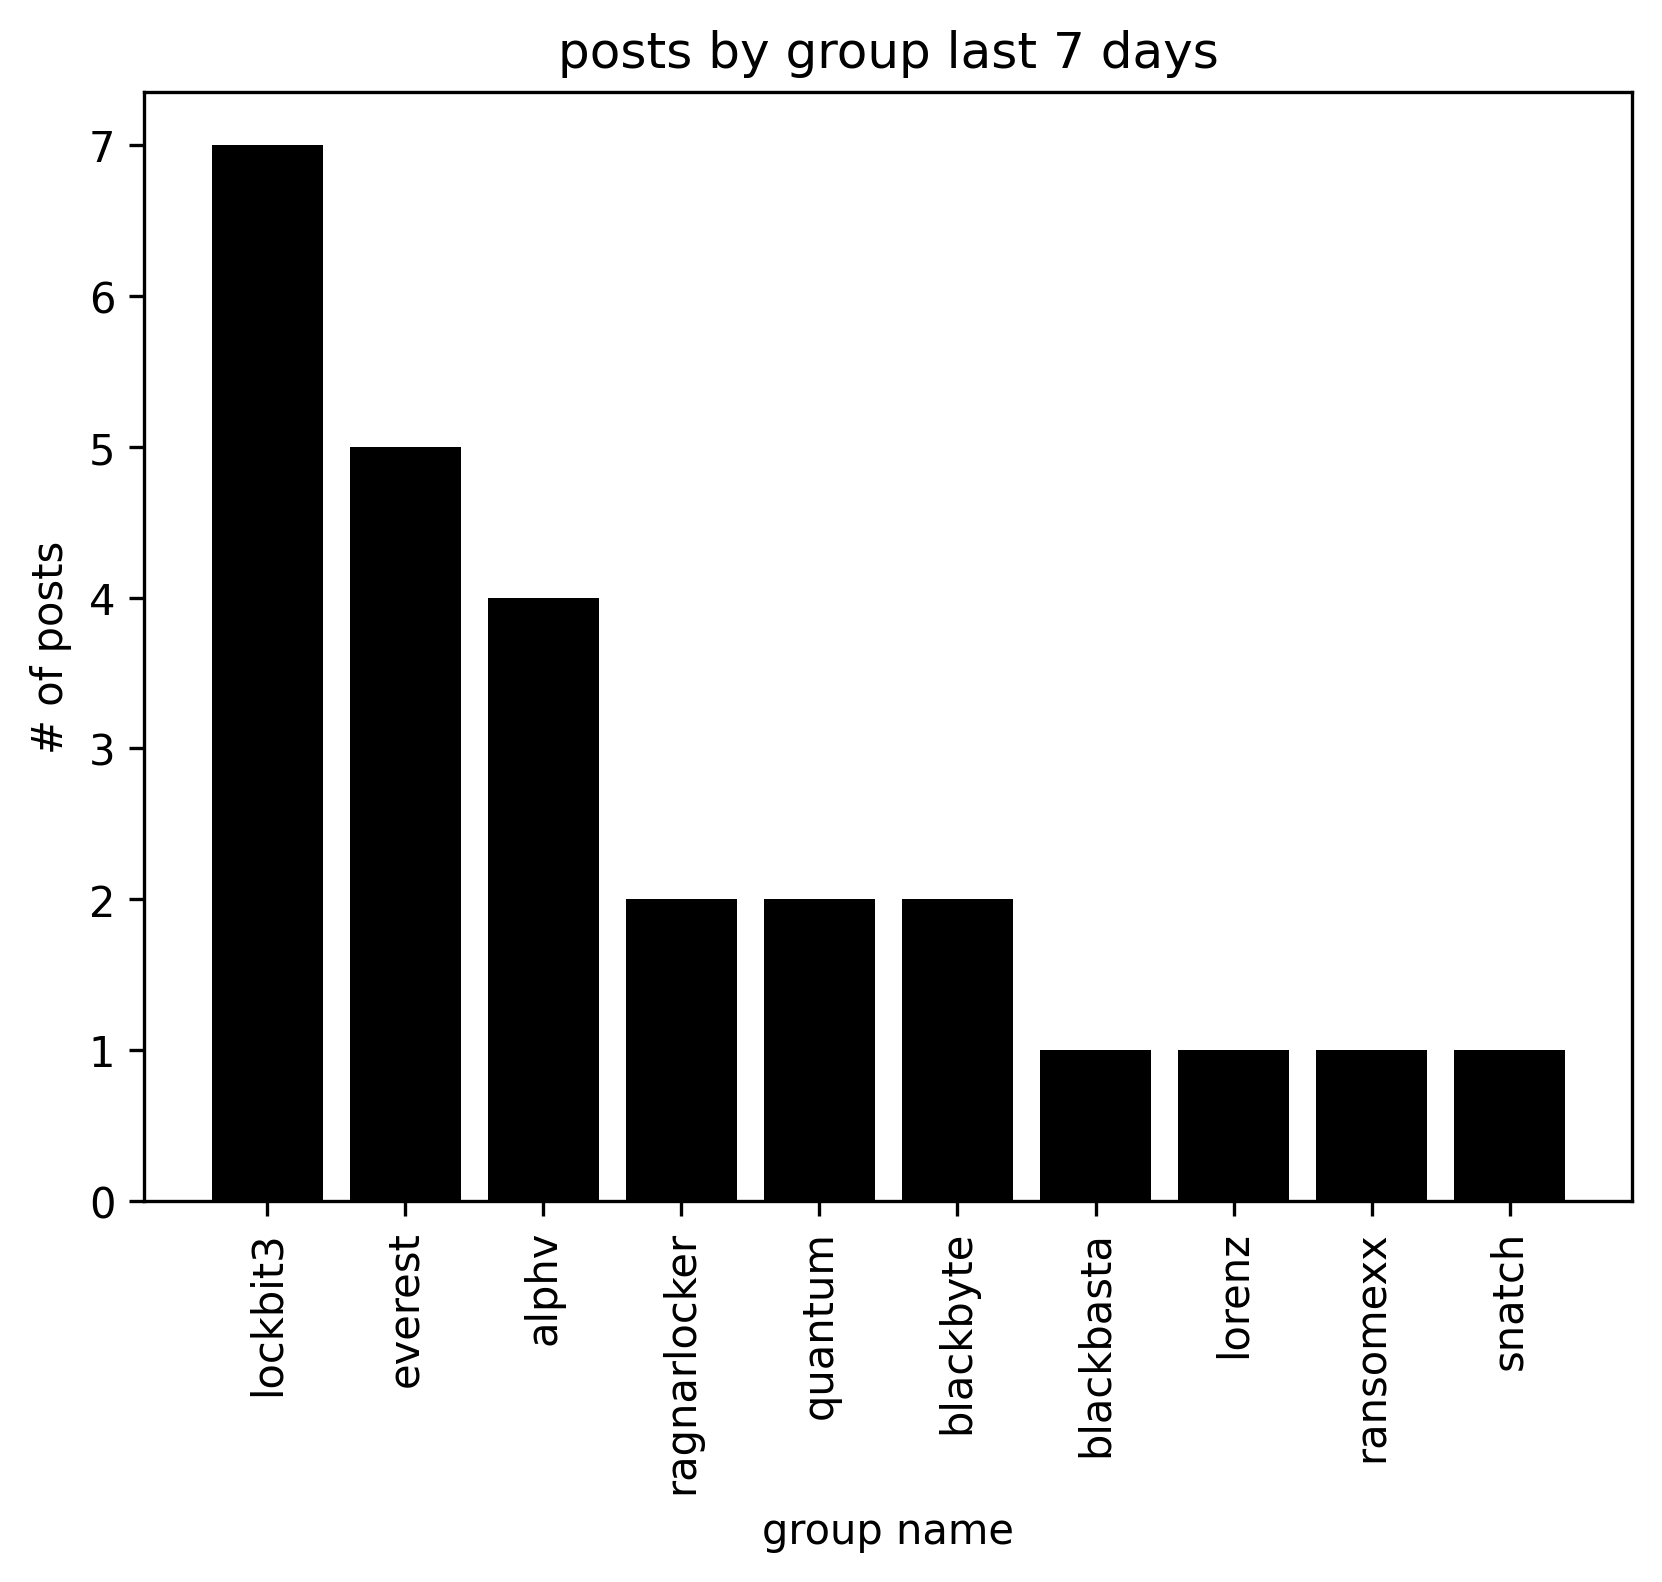 posts by group last 7 days
# of posts
7
6
5
4
3
2
1
0
lockbit3
everest
alphv
ragnarlocker
quantum
blackbyte
blackbasta
lorenz
ransomexx
snatch
group name